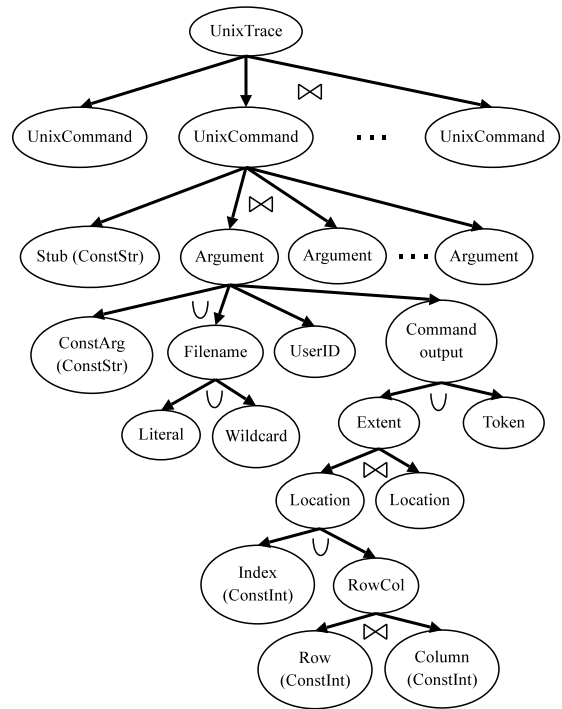 UnixTrace
UnixCommand
UnixCommand
UnixCommand
Stub (ConstStr)
Argument
Argument
Argument
ConstArg
(ConstStr)
Filename
UserID
Command
output
Literal
Wildcard
Extent
Token
Location
Location
Index
(ConstInt)
RowCol
Row
(ConstInt)
Column
(ConstInt)